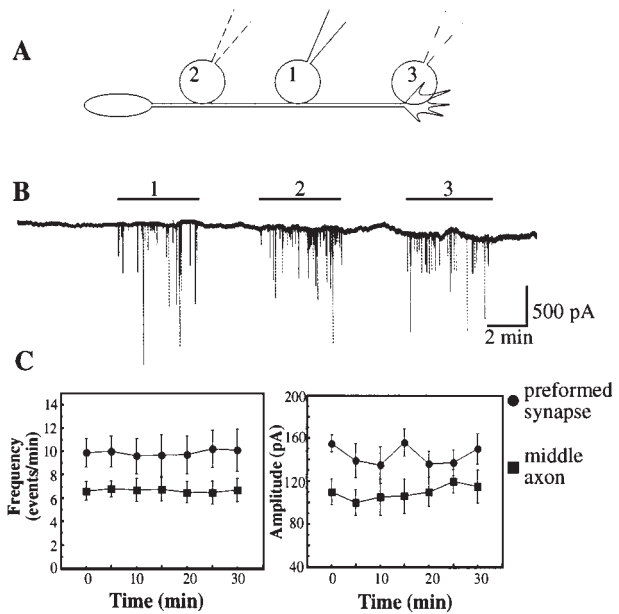 A
2
1
3
B
1
2
3
500 pA
2 min
C
14
12
10
8
6
4
2
0
Frequency
(events/min)
0
10
20
30
Time (min)
200
160
120
80
40
Amplitude (pA)
0
10
20
30
Time (min)
preformed
synapse
middle
axon